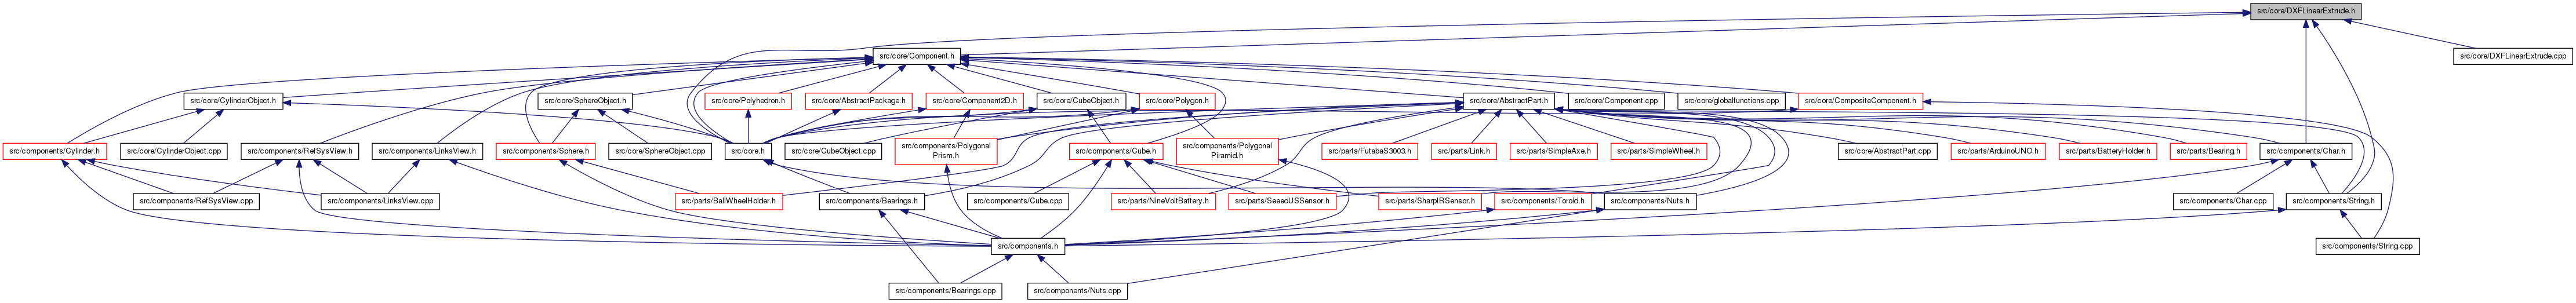 src/core/DXFLinearExtrude.h
src/core/Component.h
src/core/DXFLinearExtrude.cpp
src/core/CylinderObject.h
src/core/SphereObject.h
src/core/Polyhedron.h
src/core/AbstractPackage.h
src/core/Component2D.h
src/core/CubeObject.h
src/core/Polygon.h
src/core/AbstractPart.h
src/core/Component.cpp
src/core/globalfunctions.cpp
src/core/CompositeComponent.h
src/components/Cylinder.h
src/core/CylinderObject.cpp
src/components/RefSysView.h
src/components/LinksView.h
src/components/Sphere.h
src/core/SphereObject.cpp
src/core.h
src/core/CubeObject.cpp
src/components/Polygonal
Prism.h
src/components/Cube.h
src/components/Polygonal
Piramid.h
src/parts/FutabaS3003.h
src/parts/Link.h
src/parts/SimpleAxe.h
src/parts/SimpleWheel.h
src/core/AbstractPart.cpp
src/parts/ArduinoUNO.h
src/parts/BatteryHolder.h
src/parts/Bearing.h
src/components/Char.h
src/components/RefSysView.cpp
src/components/LinksView.cpp
src/parts/BallWheelHolder.h
src/components/Bearings.h
src/components/Cube.cpp
src/parts/NineVoltBattery.h
src/parts/SeeedUSSensor.h
src/parts/SharpIRSensor.h
src/components/Toroid.h
src/components/Nuts.h
src/components/Char.cpp
src/components/String.h
src/components.h
src/components/String.cpp
src/components/Bearings.cpp
src/components/Nuts.cpp